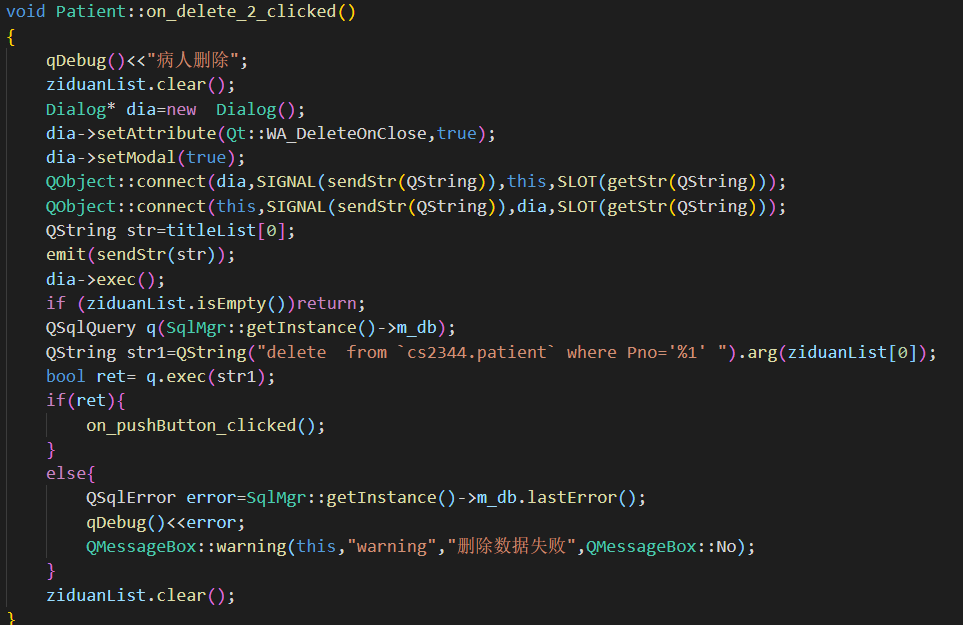 void Patient::on_delete_2_clicked()
{
    qDebug()<<"病人删除";
    ziduanList.clear();
    Dialog* dia=new  Dialog();
    dia->setAttribute(Qt::WA_DeleteOnClose,true);
    dia->setModal(true);
    QObject::connect(dia,SIGNAL(sendStr(QString)),this,SLOT(getStr(QString)));
    QObject::connect(this,SIGNAL(sendStr(QString)),dia,SLOT(getStr(QString)));
    QString str=titleList[0];
    emit(sendStr(str));
    dia->exec();
    if (ziduanList.isEmpty())return;
    QSqlQuery q(SqlMgr::getInstance()->m_db);
    QString str1=QString("delete  from `cs2344.patient` where Pno='%1' ").arg(ziduanList[0]);
    bool ret= q.exec(str1);
    if(ret){
        on_pushButton_clicked();
    }
    else{
        QSqlError error=SqlMgr::getInstance()->m_db.lastError();
        qDebug()<<error;
        QMessageBox::warning(this,"warning","删除数据失败",QMessageBox::No);
    }
    ziduanList.clear();
}